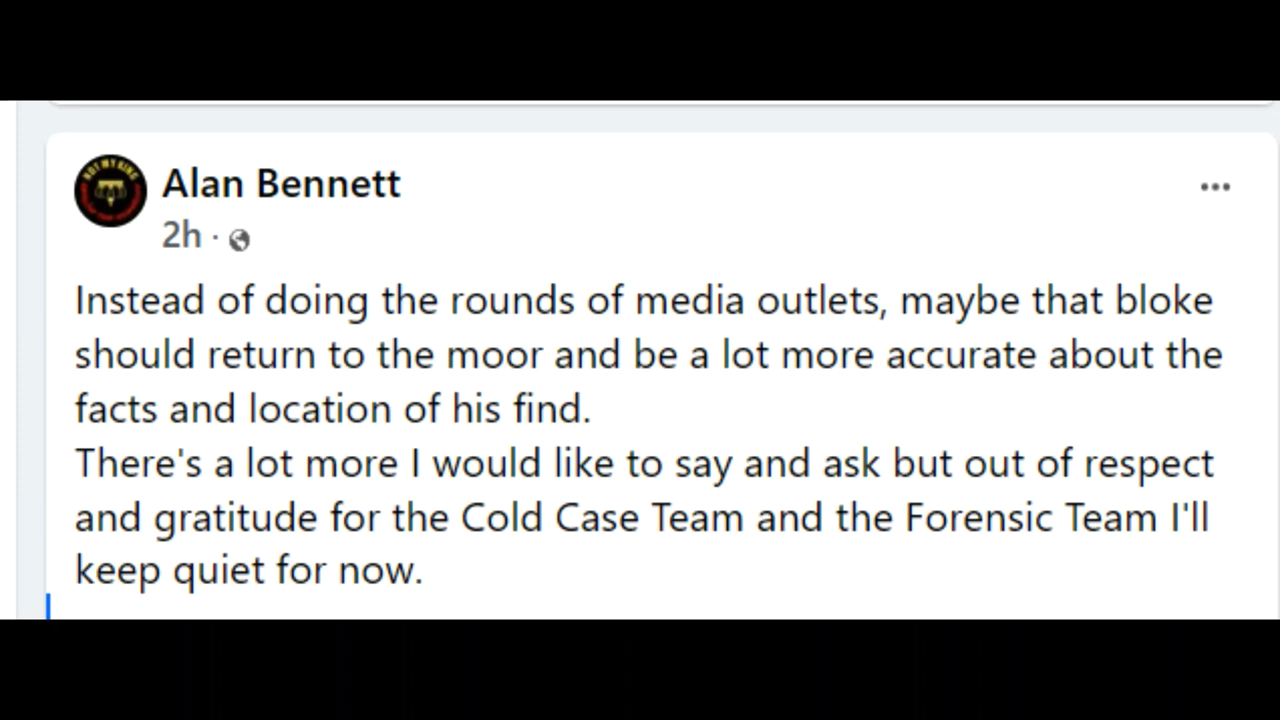 NOT MY KING
Alan Bennett
2h ·
Instead of doing the rounds of media outlets, maybe that bloke
should return to the moor and be a lot more accurate about the
facts and location of his find.
There's a lot more I would like to say and ask but out of respect
and gratitude for the Cold Case Team and the Forensic Team I'll
keep quiet for now.